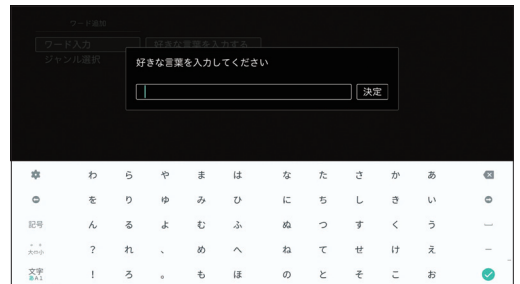 ワード追加
ワード入力 好きな言葉を入力する
ジャンル選択
好きな言葉を入力してください
決定
わ ら や ま は な た さ か あ
を り ゆ み ひ に ち し き い
記号 ん る よ む ふ ぬ つ す く う
大⇔小 ? れ 、 め へ ね て せ け え
文字 ! ろ 。 も ほ の と そ こ お
あA1